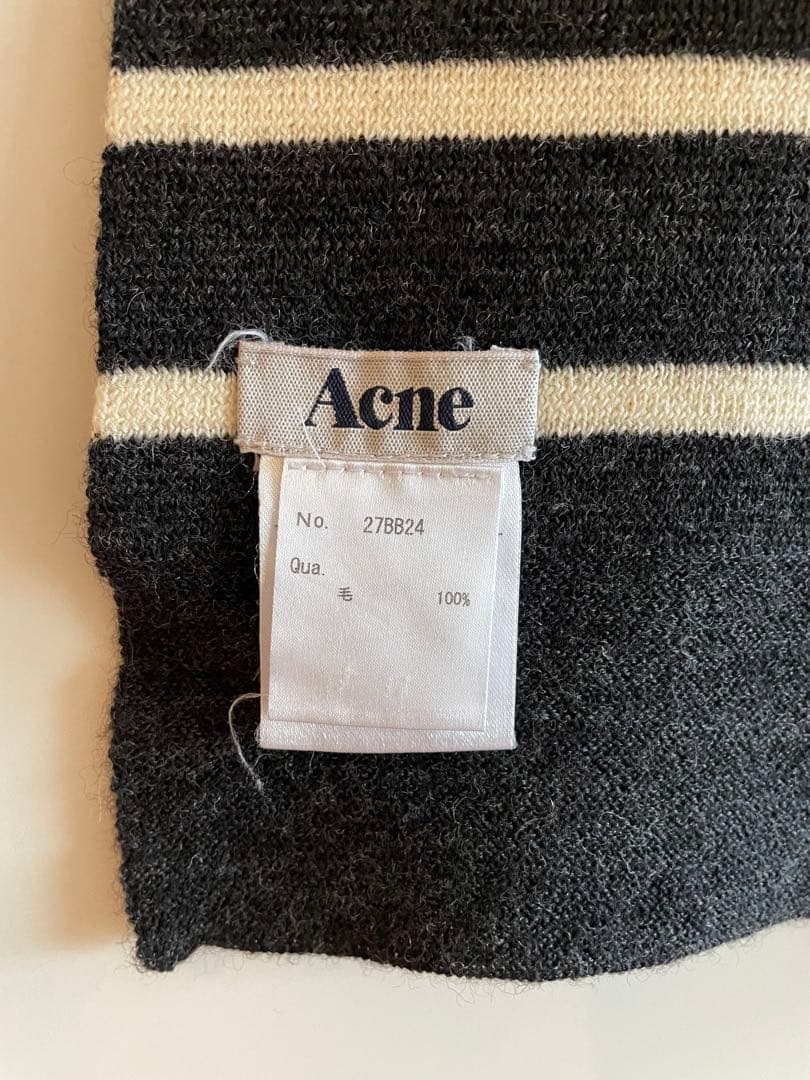 Acne
No. 27BB24
Qua.
毛 100%